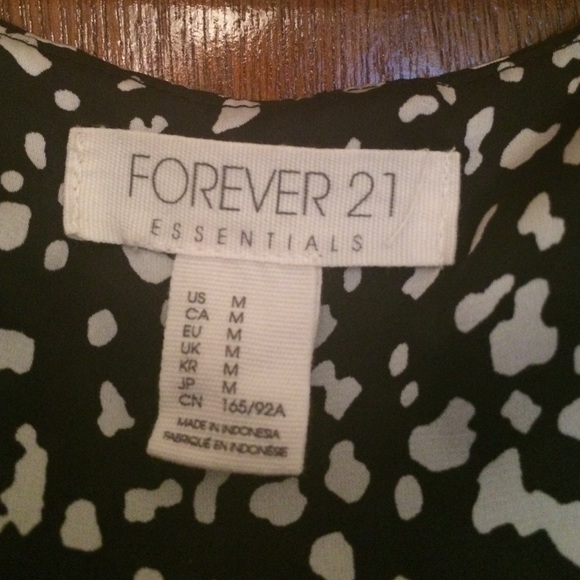 FOREVER 21
ESSENTIALS
US M
CA M
EU M
UK M
KR M
JP M
CN 165/92A
MADE IN INDONESIA
FABRIQUÉ EN INDONÉSIE